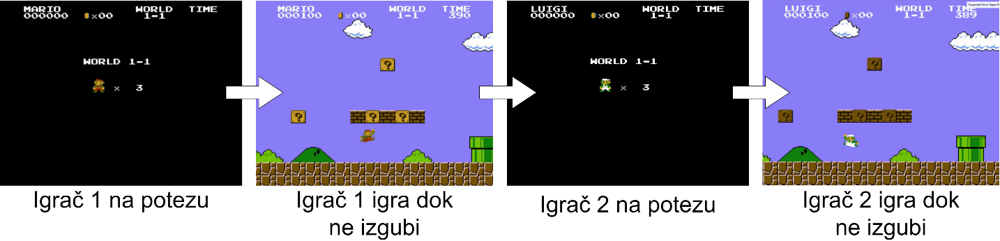 MARIO WORLD TIME
000000 ×00 1-1
WORLD 1-1
× 3
MARIO WORLD TIME
000100 ×00 1-1 390
? 
? ? ?
LUIGI WORLD TIME
000000 ×00 1-1
WORLD 1-1
× 3
LUIGI WORLD TIME
000100 ×00 1-1 389
?
? ? ?
Igrač 1 na potezu
Igrač 1 igra dok
ne izgubi
Igrač 2 na potezu
Igrač 2 igra dok
ne izgubi